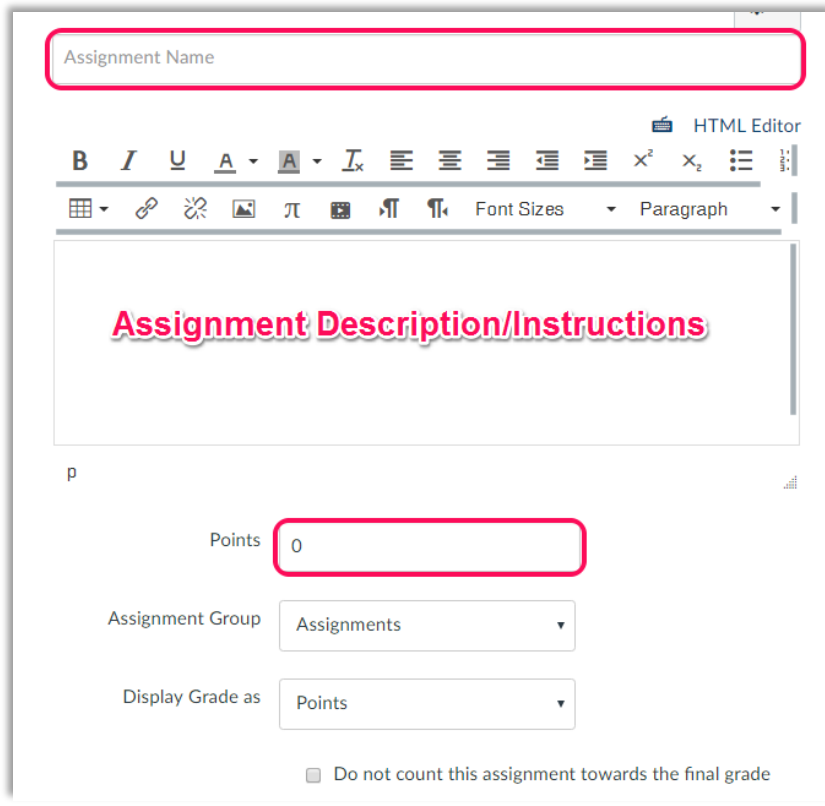 Assignment Name
HTML Editor
B I U A A Ix x² x₂
π ¶ ¶ Font Sizes Paragraph
Assignment Description/Instructions
p
Points 0
Assignment Group Assignments
Display Grade as Points
Do not count this assignment towards the final grade